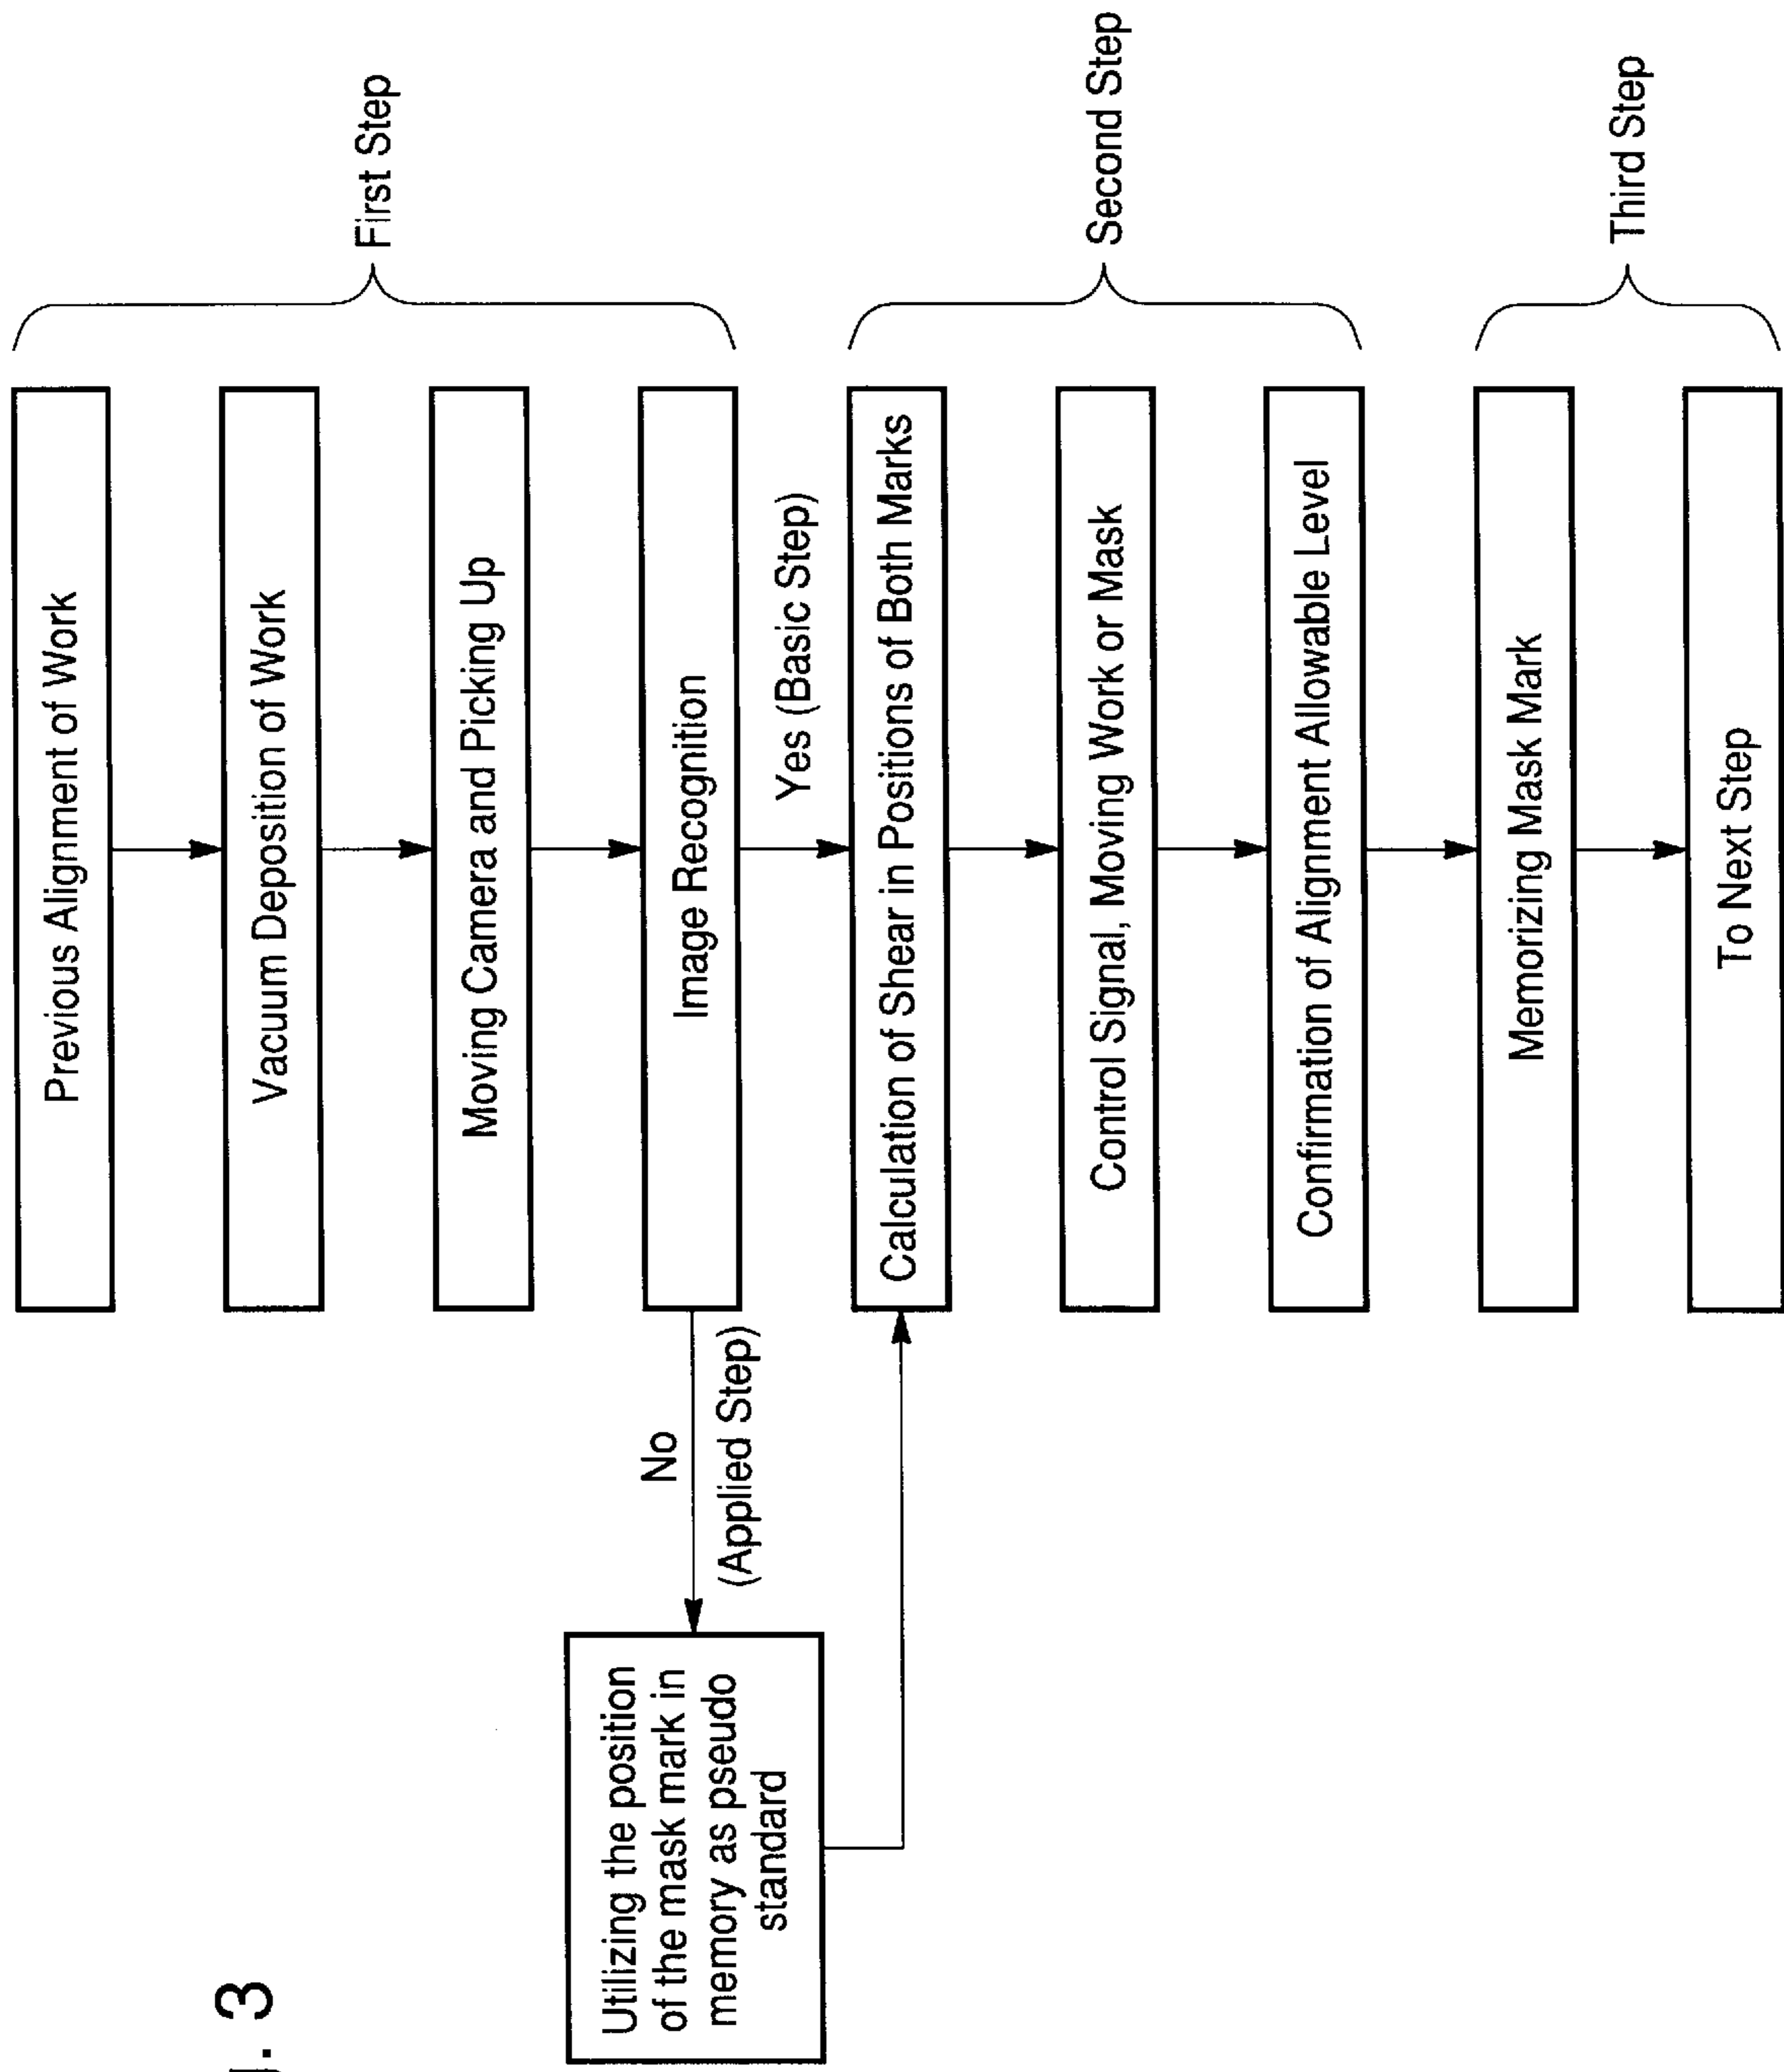 . 3
Previous Alignment of Work
Vacuum Deposition of Work
Moving Camera and Picking Up
First Step
Image Recognition
No
(Applied Step)
Yes (Basic Step)
Utilizing the position
of the mask mark in
memory as pseudo
standard
Calculation of Shear in Positions of Both Marks
Control Signal, Moving Work or Mask
Second Step
Confirmation of Alignment Allowable Level
Memorizing Mask Mark
Third Step
To Next Step